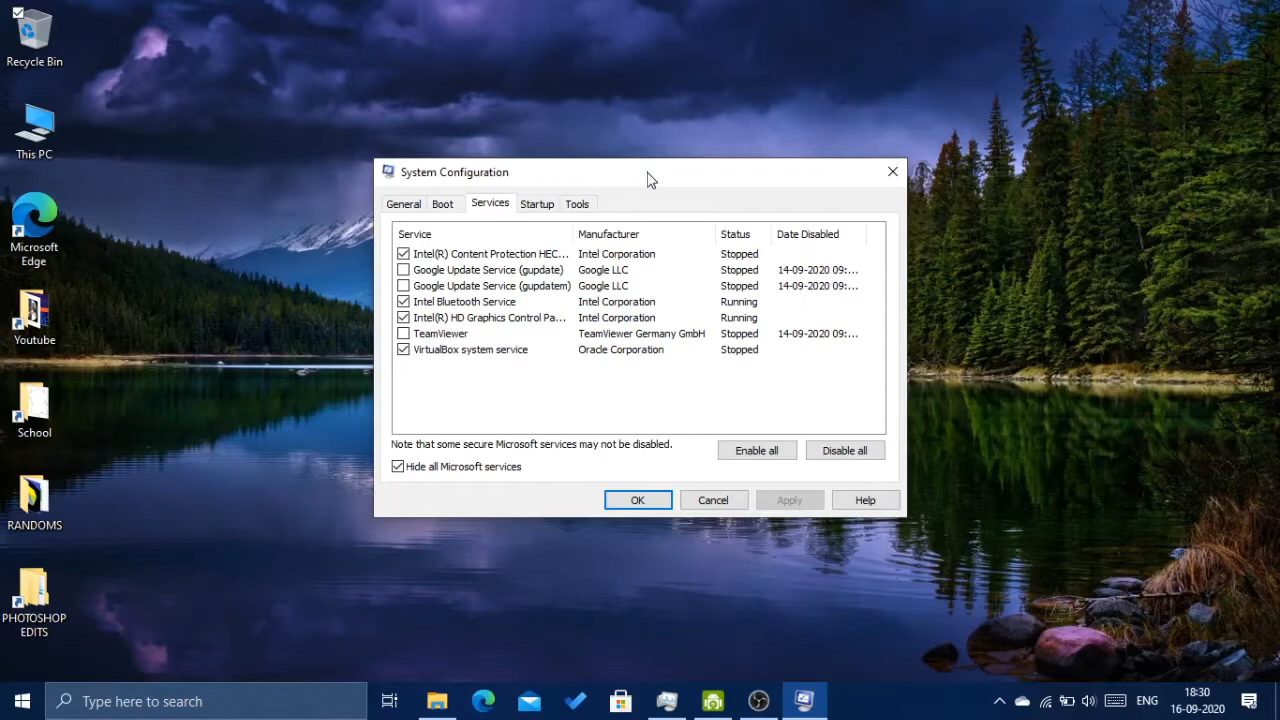 Recycle Bin
This PC
Microsoft
Edge
Youtube
School
RANDOMS
PHOTOSHOP
EDITS
System Configuration
General Boot Services Startup Tools
Service Manufacturer Status Date Disabled
Intel(R) Content Protection HEC... Intel Corporation Stopped
Google Update Service (gupdate) Google LLC Stopped 14-09-2020 09:...
Google Update Service (gupdatem) Google LLC Stopped 14-09-2020 09:...
Intel Bluetooth Service Intel Corporation Running
Intel(R) HD Graphics Control Pa... Intel Corporation Running
TeamViewer TeamViewer Germany GmbH Stopped 14-09-2020 09:...
VirtualBox system service Oracle Corporation Stopped
Note that some secure Microsoft services may not be disabled.
Enable all Disable all
Hide all Microsoft services
OK Cancel Apply Help
Type here to search
ENG
18:30
16-09-2020